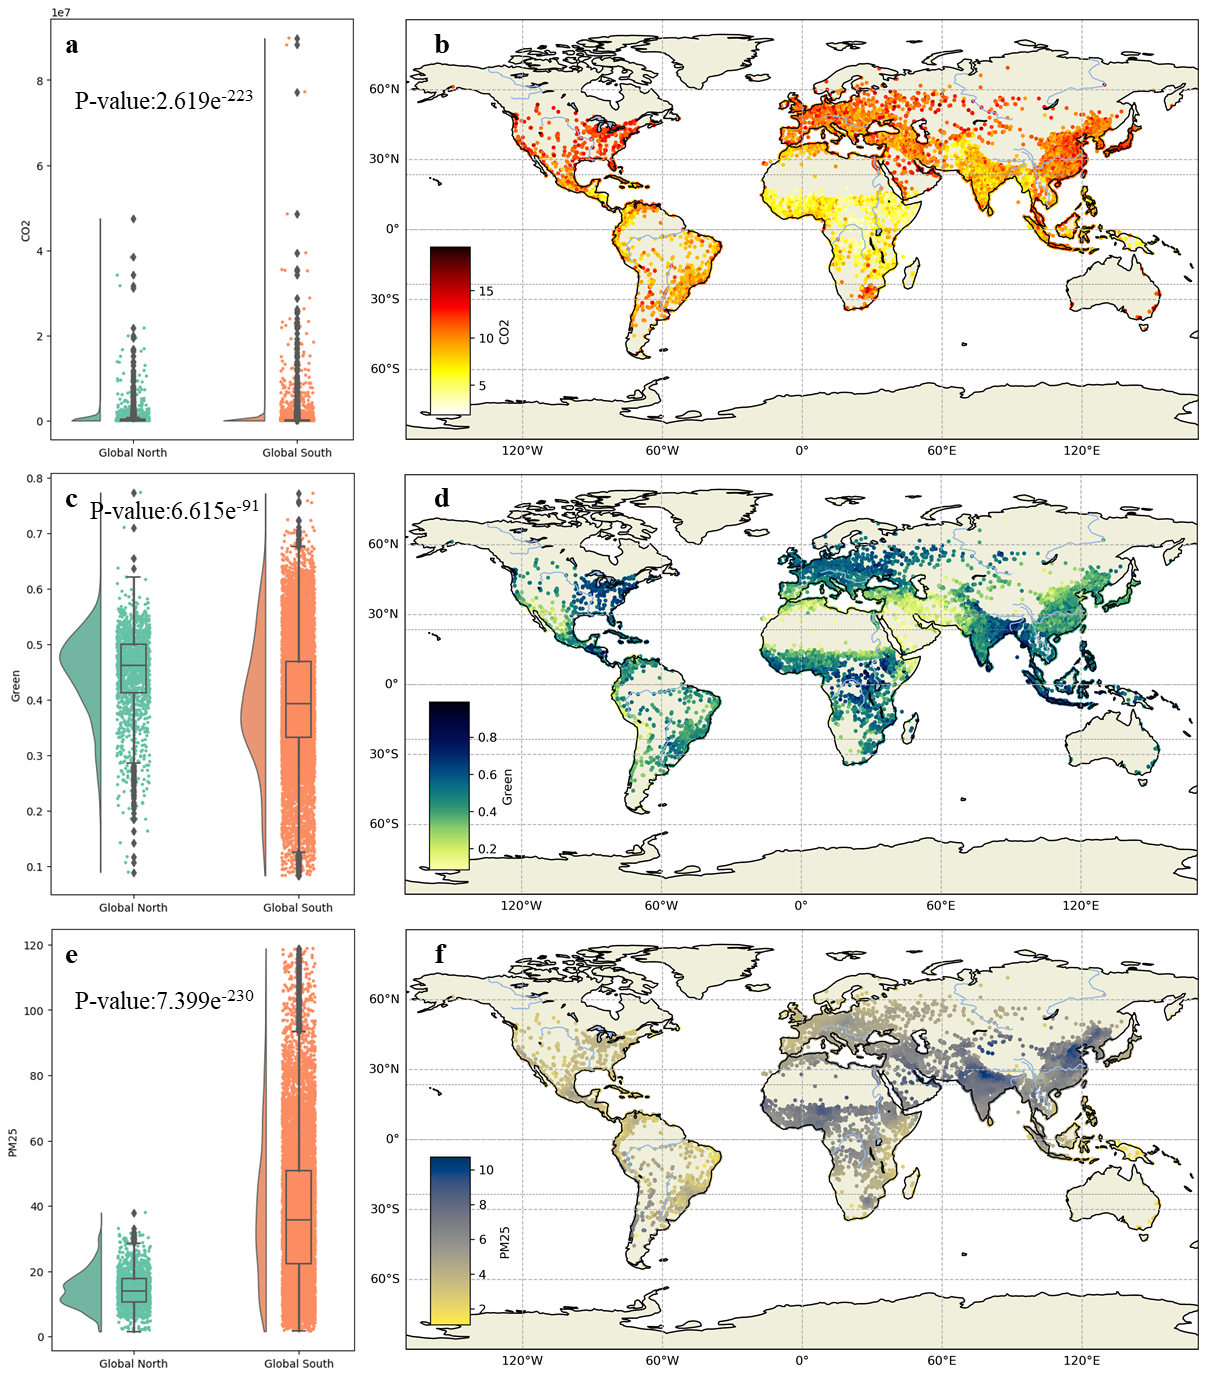 1e7
a
P-value:2.619e-223
8
6
4
2
0
CO2
Global North
Global South
b
60°N
30°N
0°
30°S
60°S
15
10
5
CO2
120°W
60°W
0°
60°E
120°E
c
P-value:6.615e-91
0.8
0.7
0.6
0.5
0.4
0.3
0.2
0.1
Green
Global North
Global South
d
60°N
30°N
0°
30°S
60°S
0.8
0.6
0.4
0.2
Green
120°W
60°W
0°
60°E
120°E
e
P-value:7.399e-230
120
100
80
60
40
20
0
PM25
Global North
Global South
f
60°N
30°N
0°
30°S
60°S
10
8
6
4
2
PM25
120°W
60°W
0°
60°E
120°E